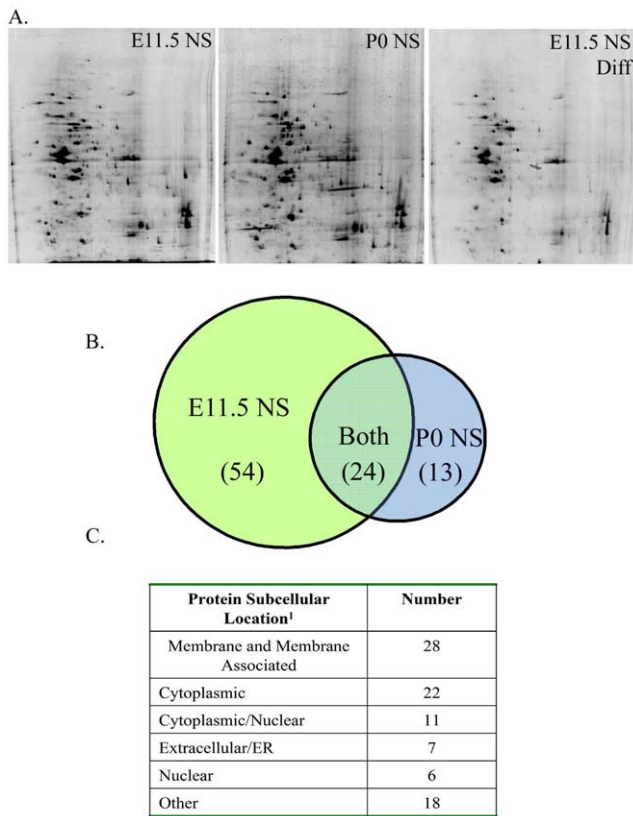 A.
E11.5 NS
P0 NS
E11.5 NS
Diff
B.
E11.5 NS
Both
P0 NS
(54)
(24)
(13)
C.
Protein Subcellular
Location¹
Number
Membrane and Membrane
Associated
28
Cytoplasmic
22
Cytoplasmic/Nuclear
11
Extracellular/ER
7
Nuclear
6
Other
18